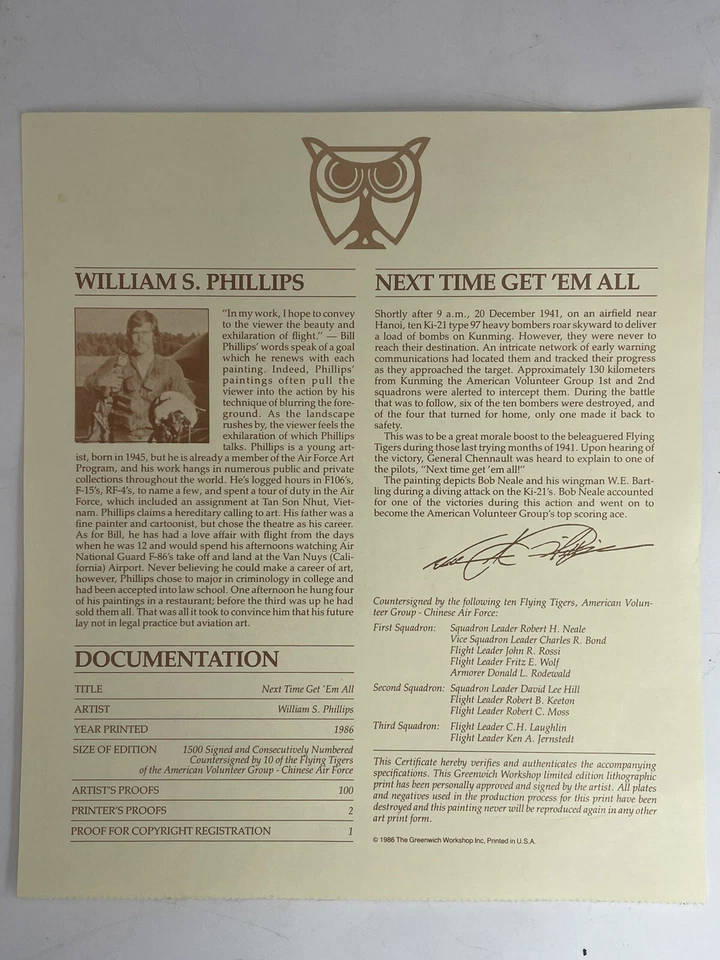 WILLIAM S. PHILLIPS
"In my work, I hope to convey
to the viewer the beauty and
exhilaration of flight." — Bill
Phillips' words speak of a goal
which he renews with each
painting. Indeed, Phillips'
paintings often pull the
viewer into the action by his
technique of blurring the fore-
ground. As the landscape
rushes by, the viewer feels the
exhilaration of which Phillips
talks. Phillips is a young art-
ist, born in 1945, but he is already a member of the Air Force Art
Program, and his work hangs in numerous public and private
collections throughout the world. He's logged hours in F106's,
F-15's, RF-4's, to name a few, and spent a tour of duty in the Air
Force, which included an assignment at Tan Son Nhut, Viet-
nam. Phillips claims a hereditary calling to art. His father was a
fine painter and cartoonist, but chose the theatre as his career.
As for Bill, he has had a love affair with flight from the days
when he was 12 and would spend his afternoons watching Air
National Guard F-86's take off and land at the Van Nuys (Cali-
fornia) Airport. Never believing he could make a career of art,
however, Phillips chose to major in criminology in college and
had been accepted into law school. One afternoon he hung four
of his paintings in a restaurant; before the third was up he had
sold them all. That was all it took to convince him that his future
lay not in legal practice but aviation art.
DOCUMENTATION
TITLE Next Time Get 'Em All
ARTIST William S. Phillips
YEAR PRINTED 1986
SIZE OF EDITION 1500 Signed and Consecutively Numbered
Countersigned by 10 of the Flying Tigers
of the American Volunteer Group - Chinese Air Force
ARTIST'S PROOFS 100
PRINTER'S PROOFS 2
PROOF FOR COPYRIGHT REGISTRATION 1
NEXT TIME GET 'EM ALL
Shortly after 9 a.m., 20 December 1941, on an airfield near
Hanoi, ten Ki-21 type 97 heavy bombers roar skyward to deliver
a load of bombs on Kunming. However, they were never to
reach their destination. An intricate network of early warning
communications had located them and tracked their progress
as they approached the target. Approximately 130 kilometers
from Kunming the American Volunteer Group 1st and 2nd
squadrons were alerted to intercept them. During the battle
that was to follow, six of the ten bombers were destroyed, and
of the four that turned for home, only one made it back to
safety.
This was to be a great morale boost to the beleaguered Flying
Tigers during those last trying months of 1941. Upon hearing of
the victory, General Chennault was heard to explain to one of
the pilots, "Next time get 'em all!"
The painting depicts Bob Neale and his wingman W.E. Bart-
ling during a diving attack on the Ki-21's. Bob Neale accounted
for one of the victories during this action and went on to
become the American Volunteer Group's top scoring ace.
Countersigned by the following ten Flying Tigers, American Volun-
teer Group - Chinese Air Force:
First Squadron: Squadron Leader Robert H. Neale
Vice Squadron Leader Charles R. Bond
Flight Leader John R. Rossi
Flight Leader Fritz E. Wolf
Armorer Donald L. Rodewald
Second Squadron: Squadron Leader David Lee Hill
Flight Leader Robert B. Keeton
Flight Leader Robert C. Moss
Third Squadron: Flight Leader C.H. Laughlin
Flight Leader Ken A. Jernstedt
This Certificate hereby verifies and authenticates the accompanying
specifications. This Greenwich Workshop limited edition lithographic
print has been personally approved and signed by the artist. All plates
and negatives used in the production process for this print have been
destroyed and this painting never will be reproduced again in any other
art print form.
© 1986 The Greenwich Workshop Inc, Printed in U.S.A.